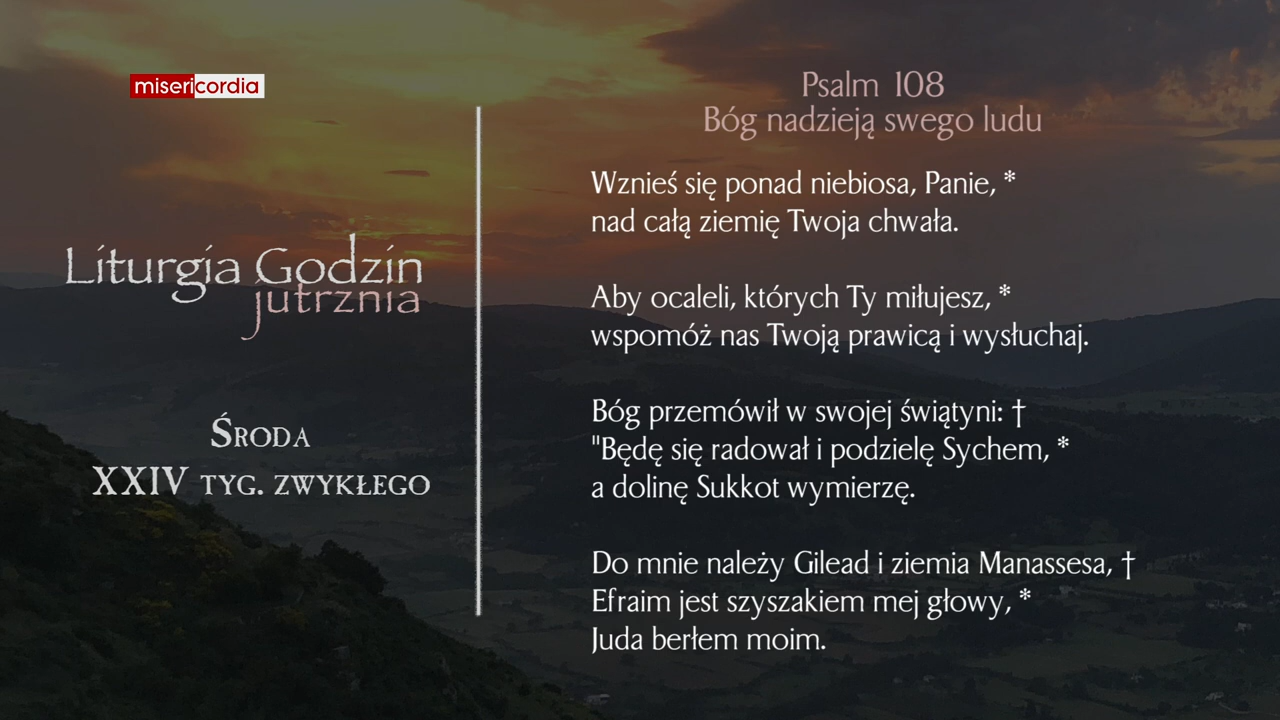 misericordia
Liturgia Godzin
jutrznia
Środa
XXIV tyg. zwykłego
Psalm 108
Bóg nadzieją swego ludu
Wznieś się ponad niebiosa, Panie, *
nad całą ziemię Twoja chwała.
Aby ocaleli, których Ty miłujesz, *
wspomóż nas Twoją prawicą i wysłuchaj.
Bóg przemówił w swojej świątyni: †
"Będę się radował i podzielę Sychem, *
a dolinę Sukkot wymierzę.
Do mnie należy Gilead i ziemia Manassesa, †
Efraim jest szyszakiem mej głowy, *
Juda berłem moim.